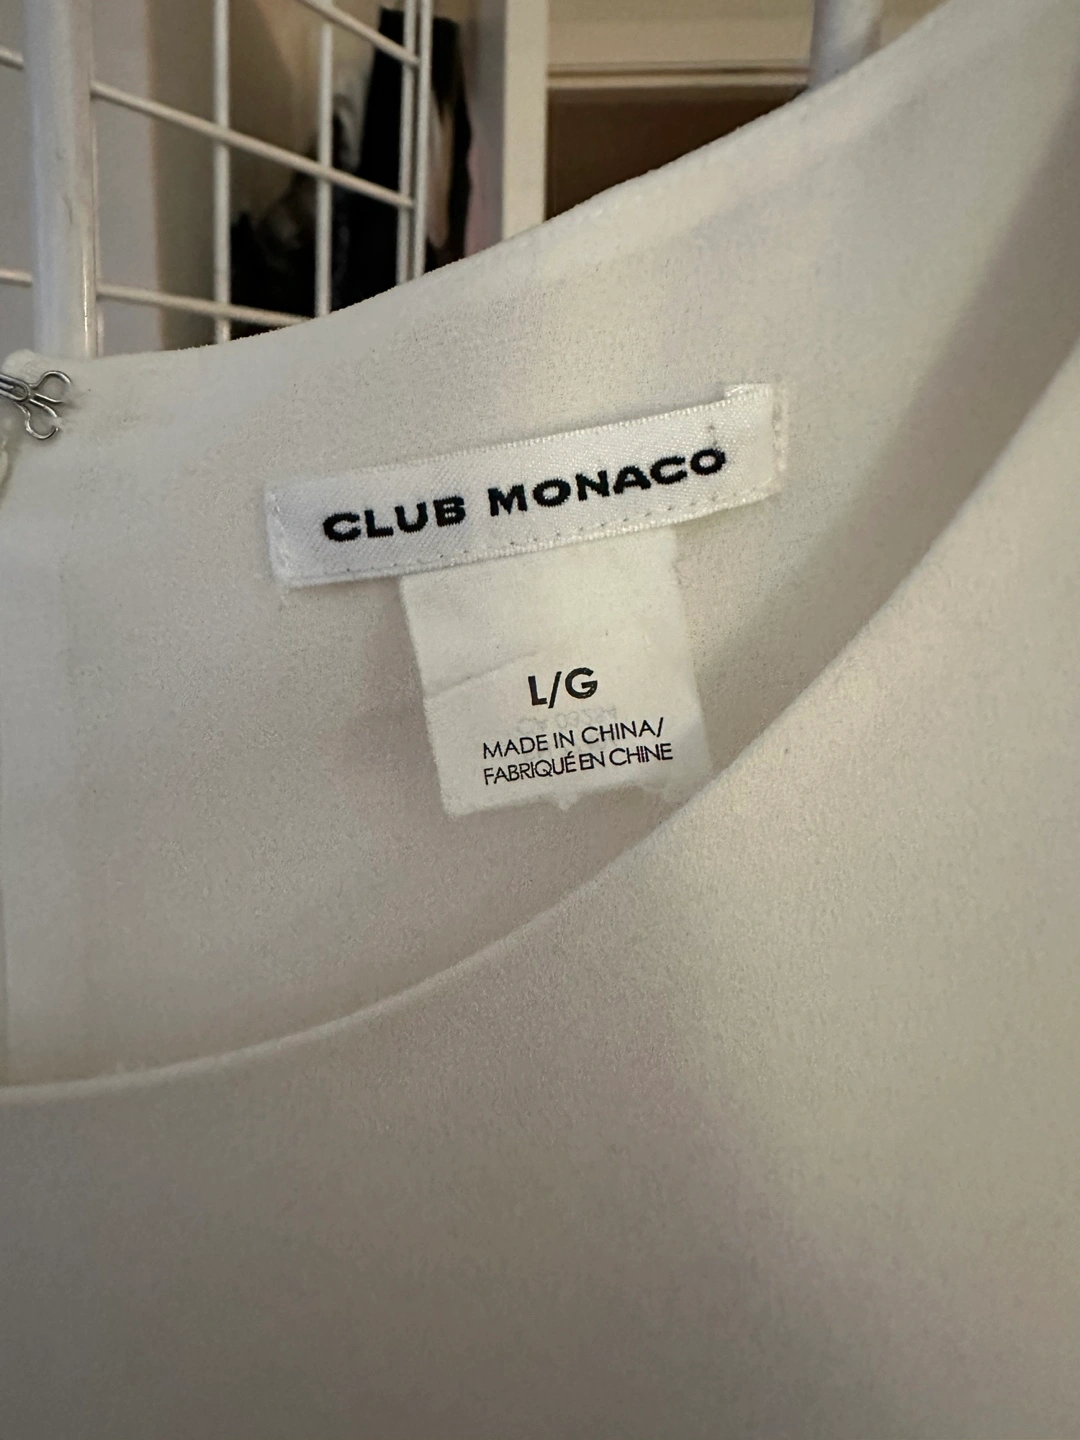 CLUB MONACO
L/G
MADE IN CHINA/
FABRIQUÉ EN CHINE